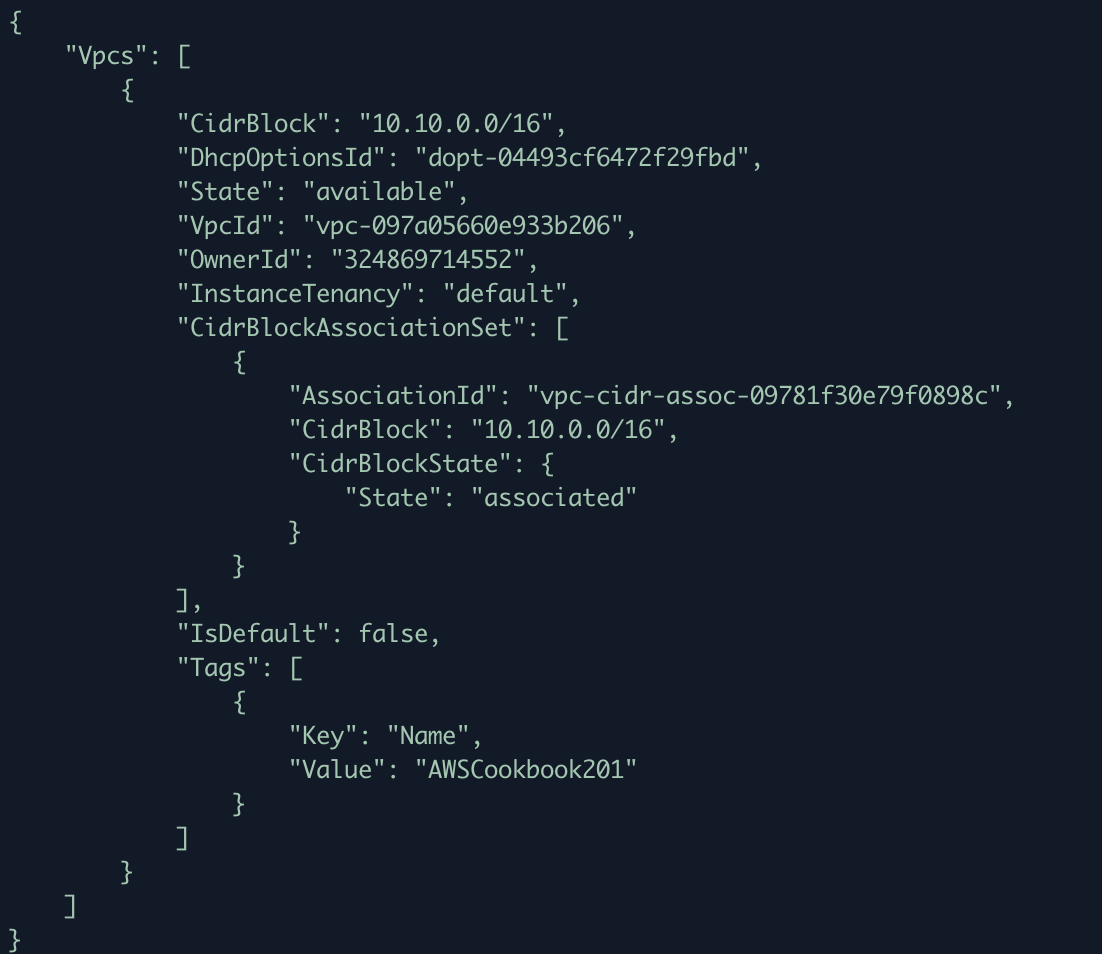 {
    "Vpcs": [
        {
            "CidrBlock": "10.10.0.0/16",
            "DhcpOptionsId": "dopt-04493cf6472f29fbd",
            "State": "available",
            "VpcId": "vpc-097a05660e933b206",
            "OwnerId": "324869714552",
            "InstanceTenancy": "default",
            "CidrBlockAssociationSet": [
                {
                    "AssociationId": "vpc-cidr-assoc-09781f30e79f0898c",
                    "CidrBlock": "10.10.0.0/16",
                    "CidrBlockState": {
                        "State": "associated"
                    }
                }
            ],
            "IsDefault": false,
            "Tags": [
                {
                    "Key": "Name",
                    "Value": "AWSCookbook201"
                }
            ]
        }
    ]
}